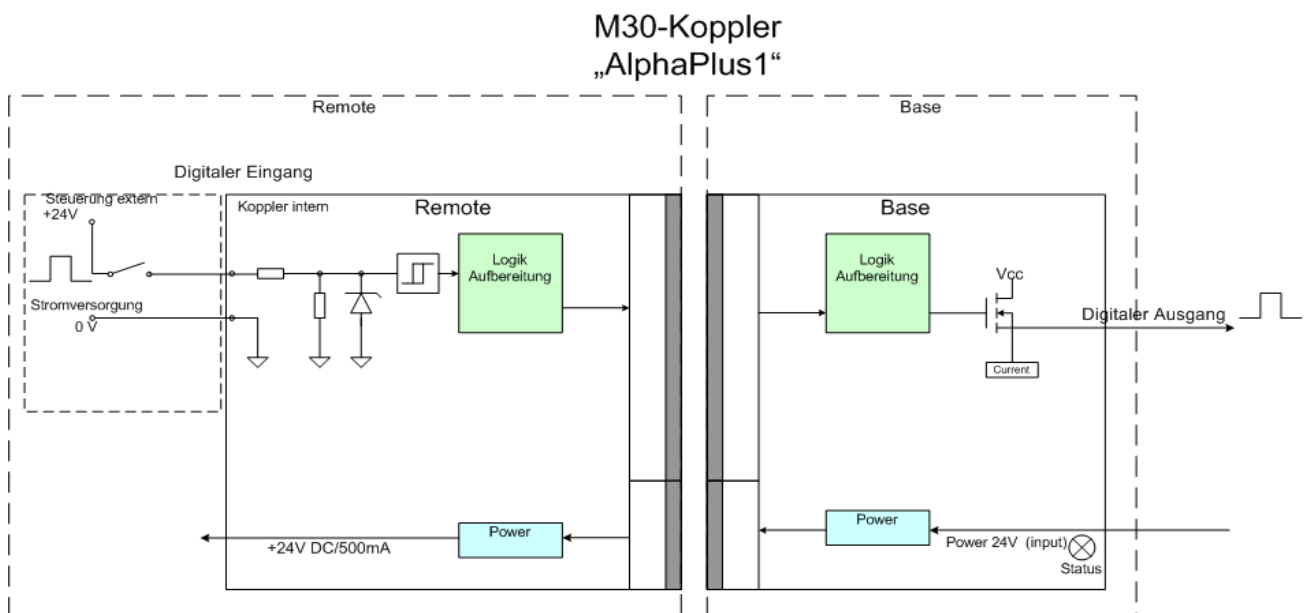 M30-Koppler
„AlphaPlus1“
Remote
Base
Digitaler Eingang
Steuerung extern
+24V
Koppler intern
Remote
Base
Logik
Aufbereitung
Logik
Aufbereitung
Vcc
Stromversorgung
0 V
Digitaler Ausgang
Current
Power
+24V DC/500mA
Power
Power 24V (input)
Status